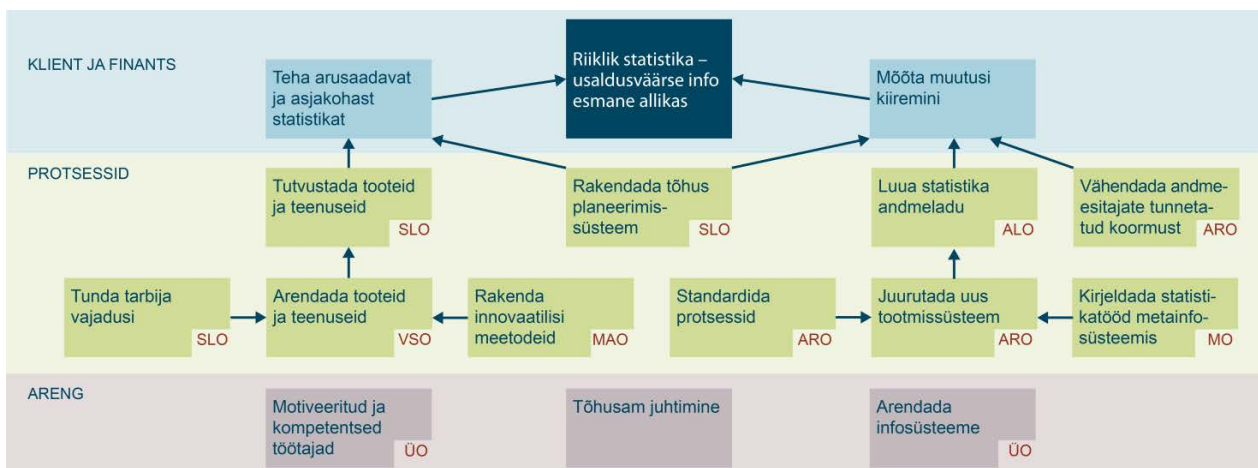 KLIENT JA FINANTS
Teha arusaadavat
ja asjakohast
statistikat
Riiklik statistika –
usaldusväärse info
esmane allikas
Mõõta muutusi
kiiremini
PROTSESSID
Tutvustada tooteid
ja teenuseid
SLO
Rakendada tõhus
planeerimis-
süsteem
SLO
Luua statistika
andmeladu
ALO
Vähendada andme-
esitajate tunneta-
tud koormust
ARO
Tunda tarbija
vajadusi
SLO
Arendada tooteid
ja teenuseid
VSO
Rakenda
innovaatilisi
meetodeid
MAO
Standardida
protsessid
ARO
Juurutada uus
tootmissüsteem
ARO
Kirjeldada statisti-
katööd metainfo-
süsteemis
MO
ARENG
Motiveeritud ja
kompetentsed
töötajad
ÜO
Tõhusam juhtimine
Arendada
infosüsteeme
ÜO